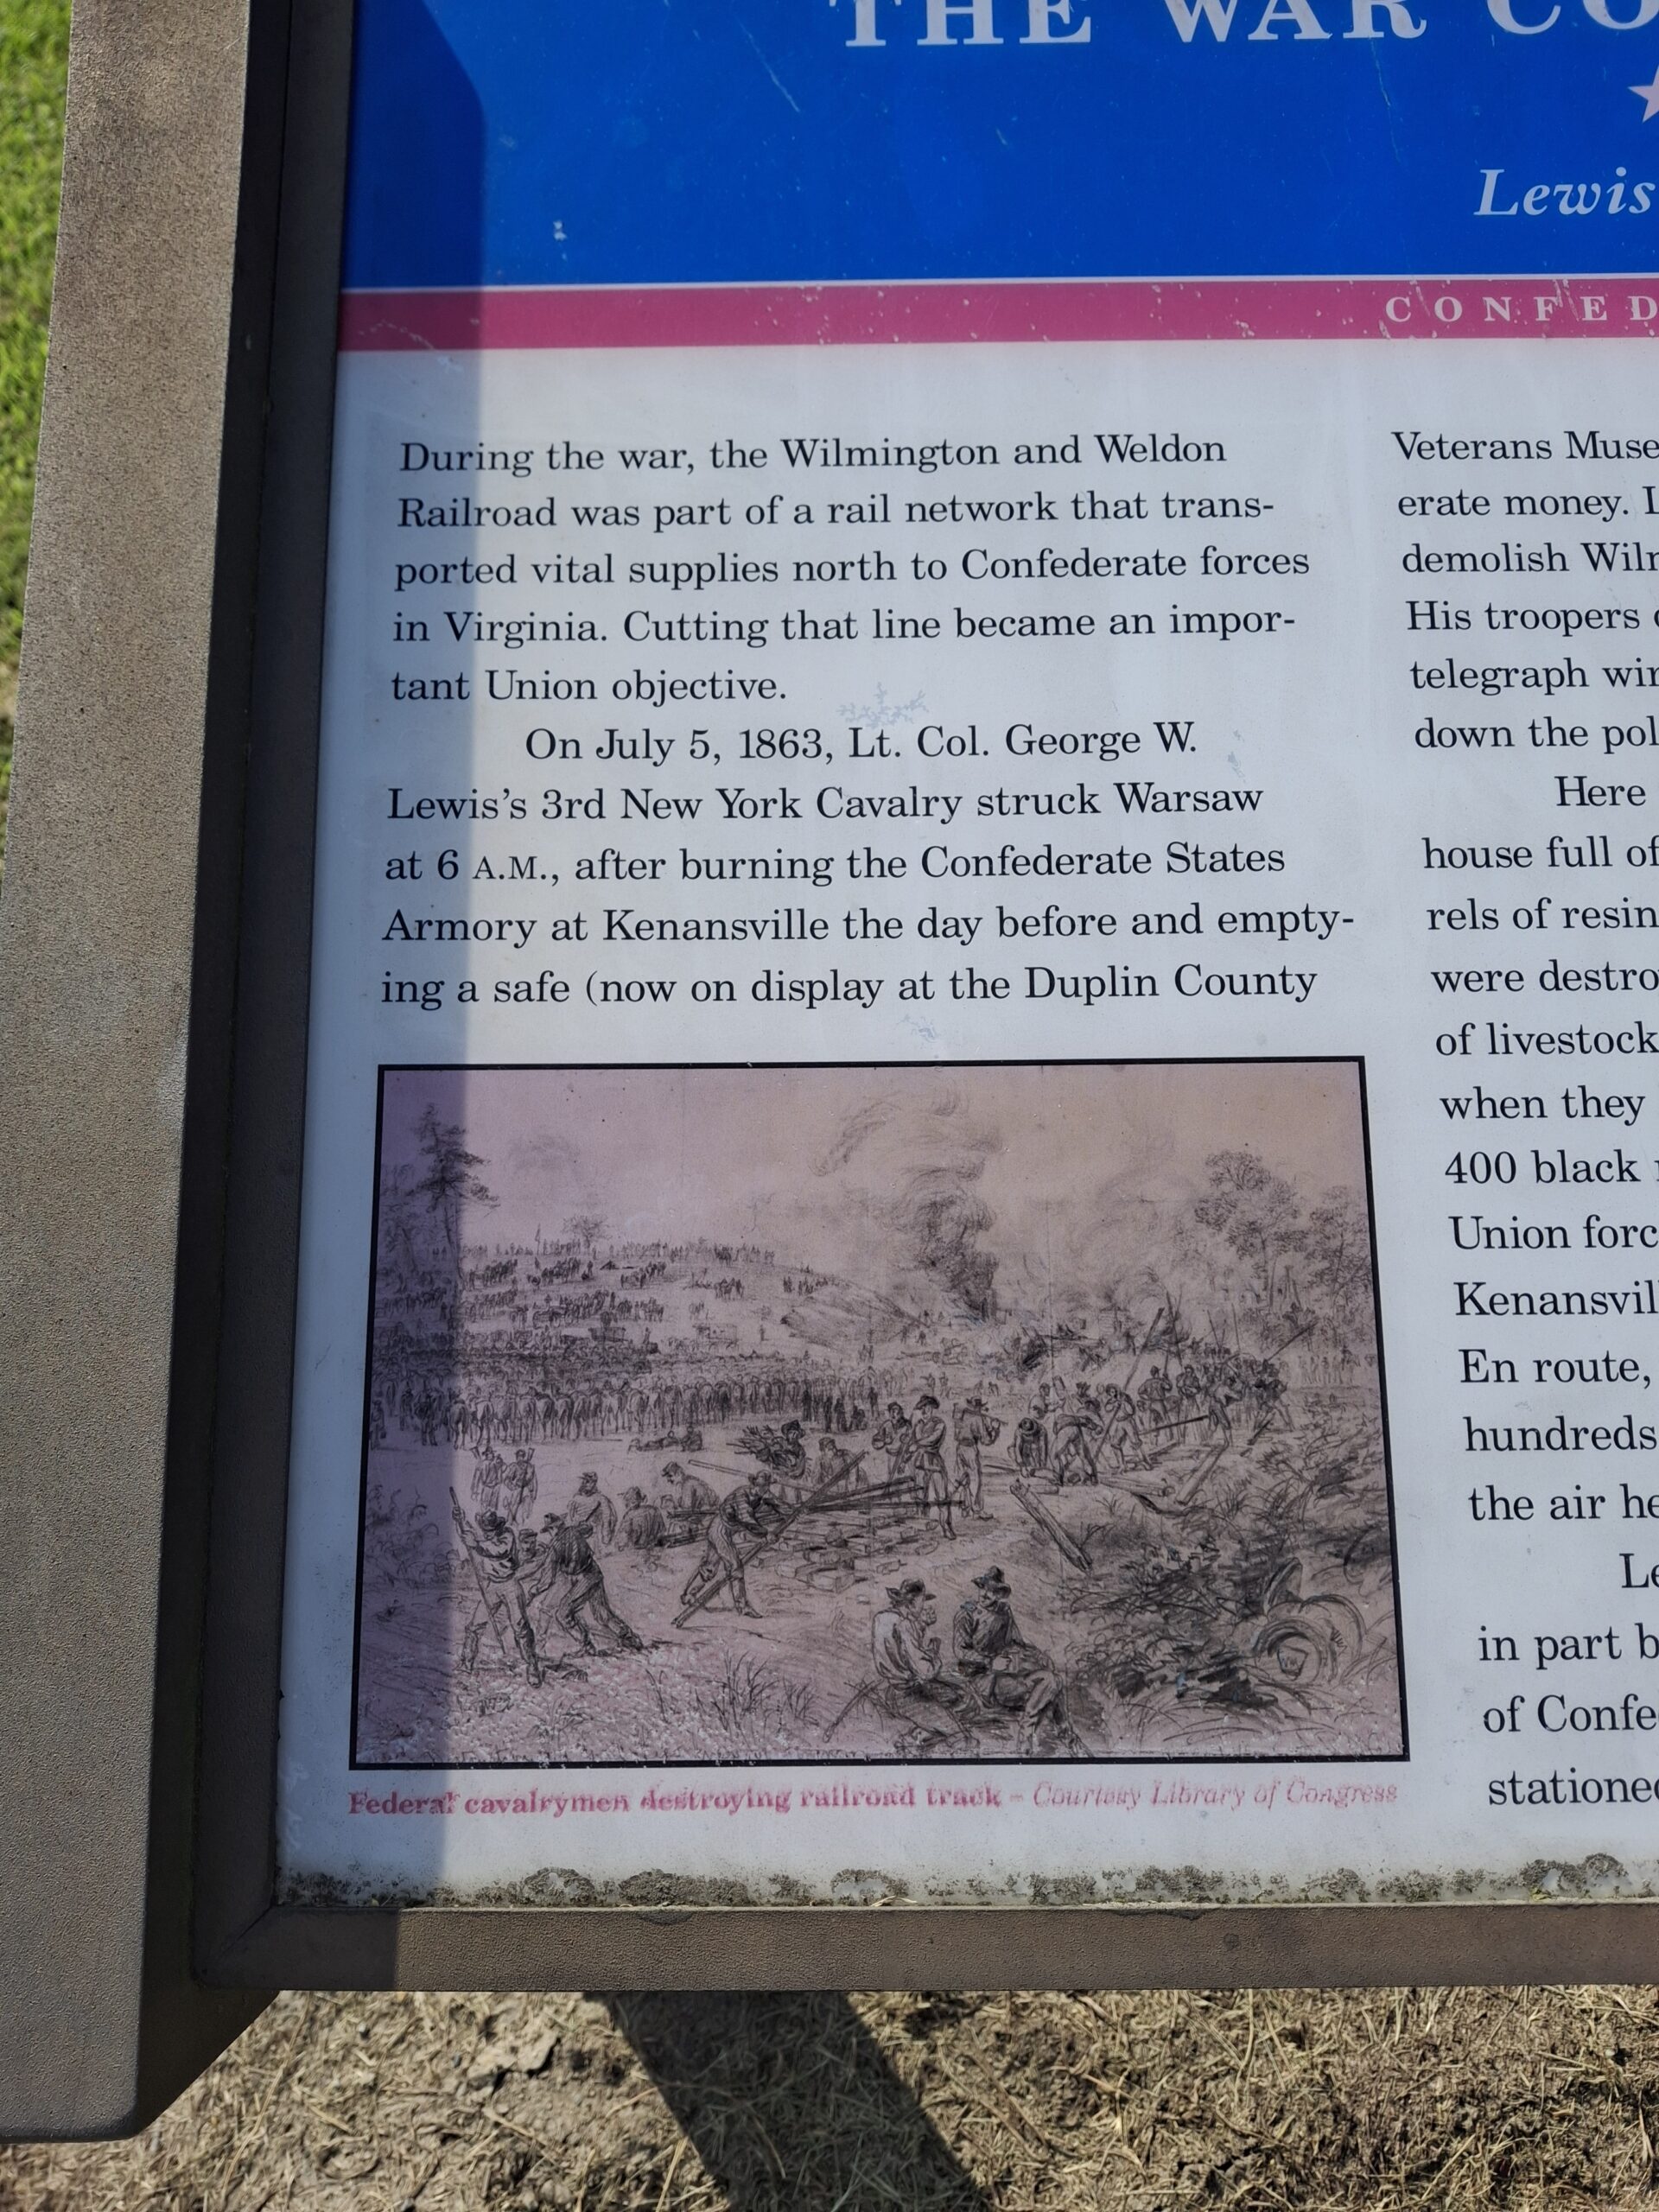 THE WAR CO
Lewis
CONFED
During the war, the Wilmington and Weldon
Railroad was part of a rail network that trans-
ported vital supplies north to Confederate forces
in Virginia. Cutting that line became an impor-
tant Union objective.
On July 5, 1863, Lt. Col. George W.
Lewis's 3rd New York Cavalry struck Warsaw
at 6 A.M., after burning the Confederate States
Armory at Kenansville the day before and empty-
ing a safe (now on display at the Duplin County
Federal cavalrymen destroying railroad track – Courtesy Library of Congress
Veterans Muse
erate money. L
demolish Wilm
His troopers
telegraph wir
down the pol
Here
house full of
rels of resin
were destro
of livestock
when they
400 black
Union forc
Kenansvil
En route,
hundreds
the air he
Le
in part b
of Confe
stationed